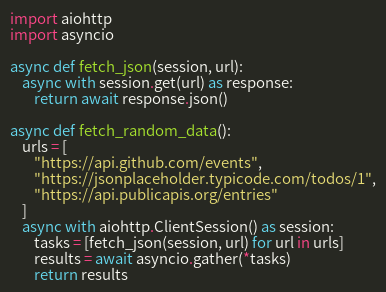 import aiohttp
import asyncio

async def fetch_json(session, url):
    async with session.get(url) as response:
        return await response.json()

async def fetch_random_data():
    urls = [
        "https://api.github.com/events",
        "https://jsonplaceholder.typicode.com/todos/1",
        "https://api.publicapis.org/entries"
    ]
    async with aiohttp.ClientSession() as session:
        tasks = [fetch_json(session, url) for url in urls]
        results = await asyncio.gather(*tasks)
        return results